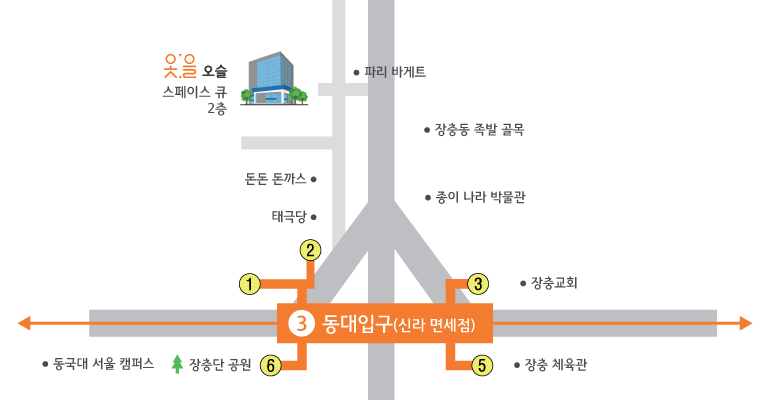 옷을 오슬
스페이스 큐
2층
파리 바게트
장충동 족발 골목
돈돈 돈까스
종이 나라 박물관
태극당
2
1
3
장충교회
3 동대입구(신라 면세점)
동국대 서울 캠퍼스
장충단 공원
6
5
장충 체육관